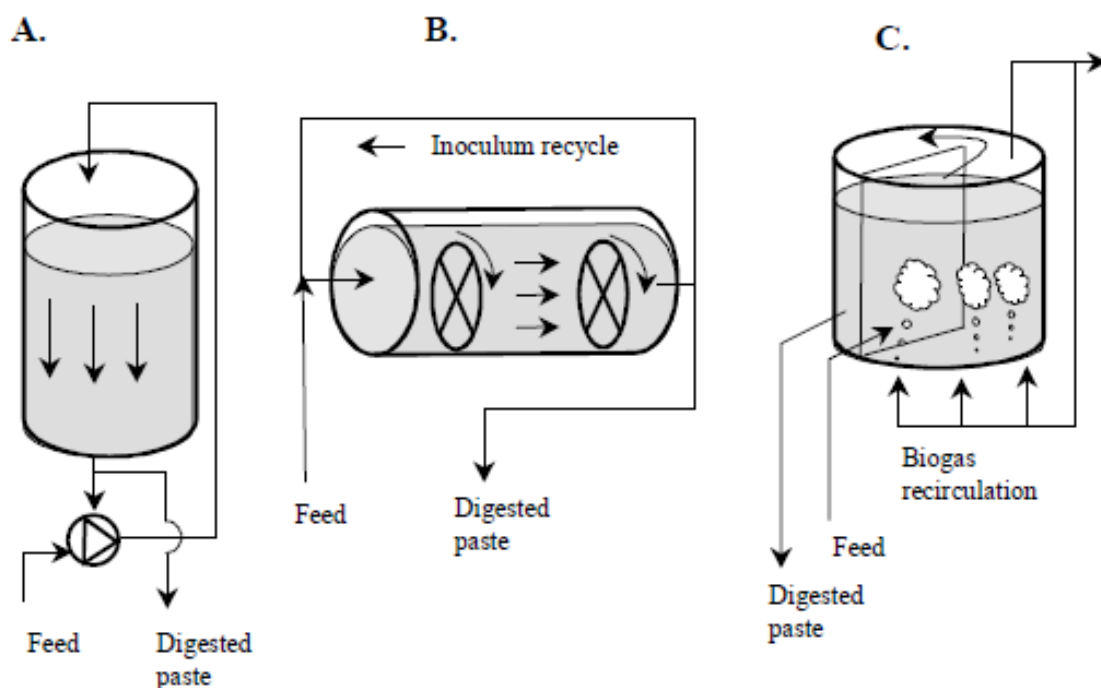 A.
B.
C.
Inoculum recycle
Feed
Digested
paste
Feed
Digested
paste
Biogas
recirculation
Feed
Digested
paste